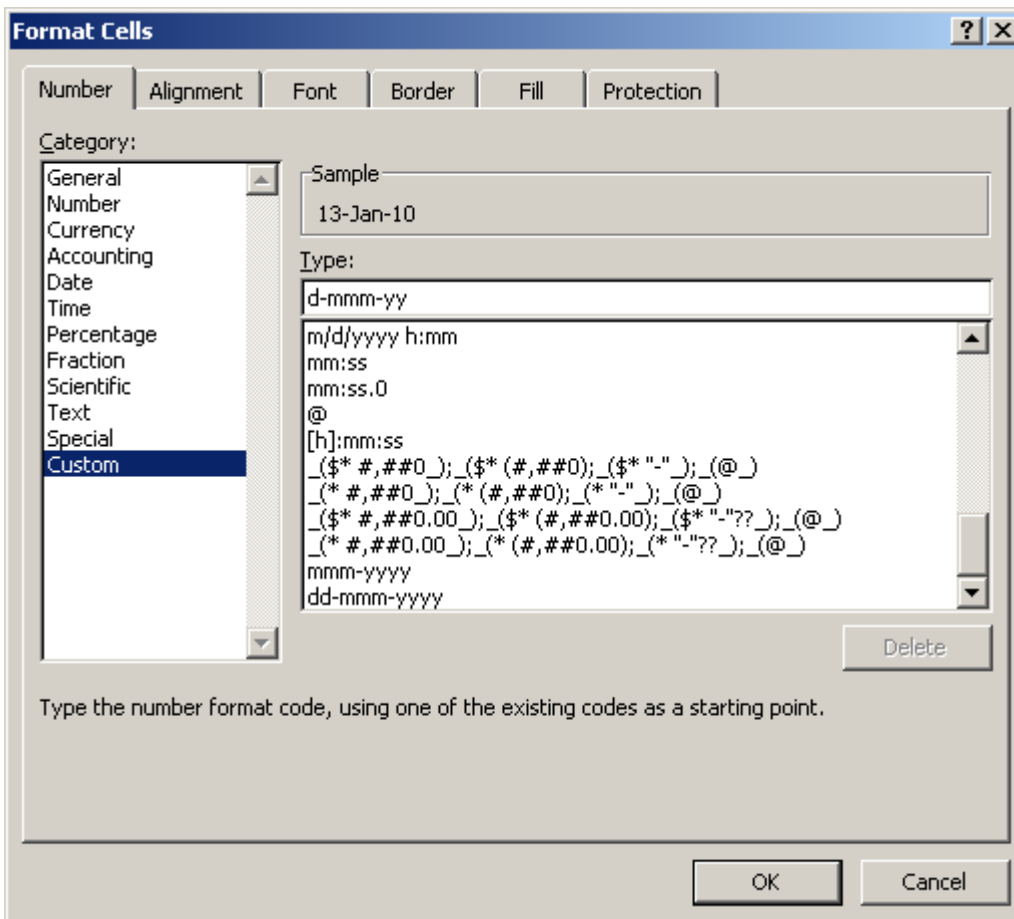 Format Cells
Number Alignment Font Border Fill Protection
Category:
General
Number
Currency
Accounting
Date
Time
Percentage
Fraction
Scientific
Text
Special
Custom
Sample
13-Jan-10
Type:
d-mmm-yy
m/d/yyyy h:mm
mm:ss
mm:ss.0
@
[h]:mm:ss
_($* #,##0_);_($* (#,##0);_($* "-"_);_(@_)
_(* #,##0_);_(* (#,##0);_(* "-"_);_(@_)
_($* #,##0.00_);_($* (#,##0.00);_($* "-"??_);_(@_)
_(* #,##0.00_);_(* (#,##0.00);_(* "-"??_);_(@_)
mmm-yyyy
dd-mmm-yyyy
Delete
Type the number format code, using one of the existing codes as a starting point.
OK Cancel